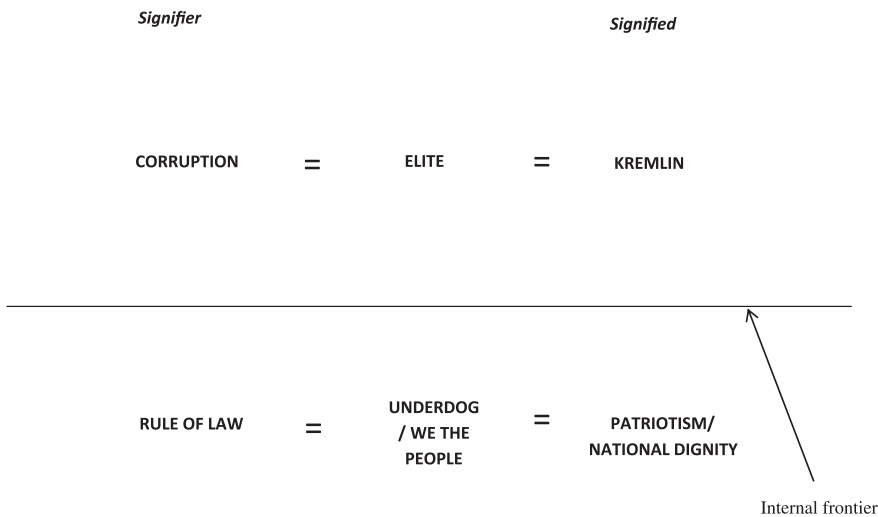 Signifier Signified
CORRUPTION = ELITE = KREMLIN
UNDERDOG
RULE OF LAW = / WE THE = PATRIOTISM/
PEOPLE NATIONAL DIGNITY
Internal frontier